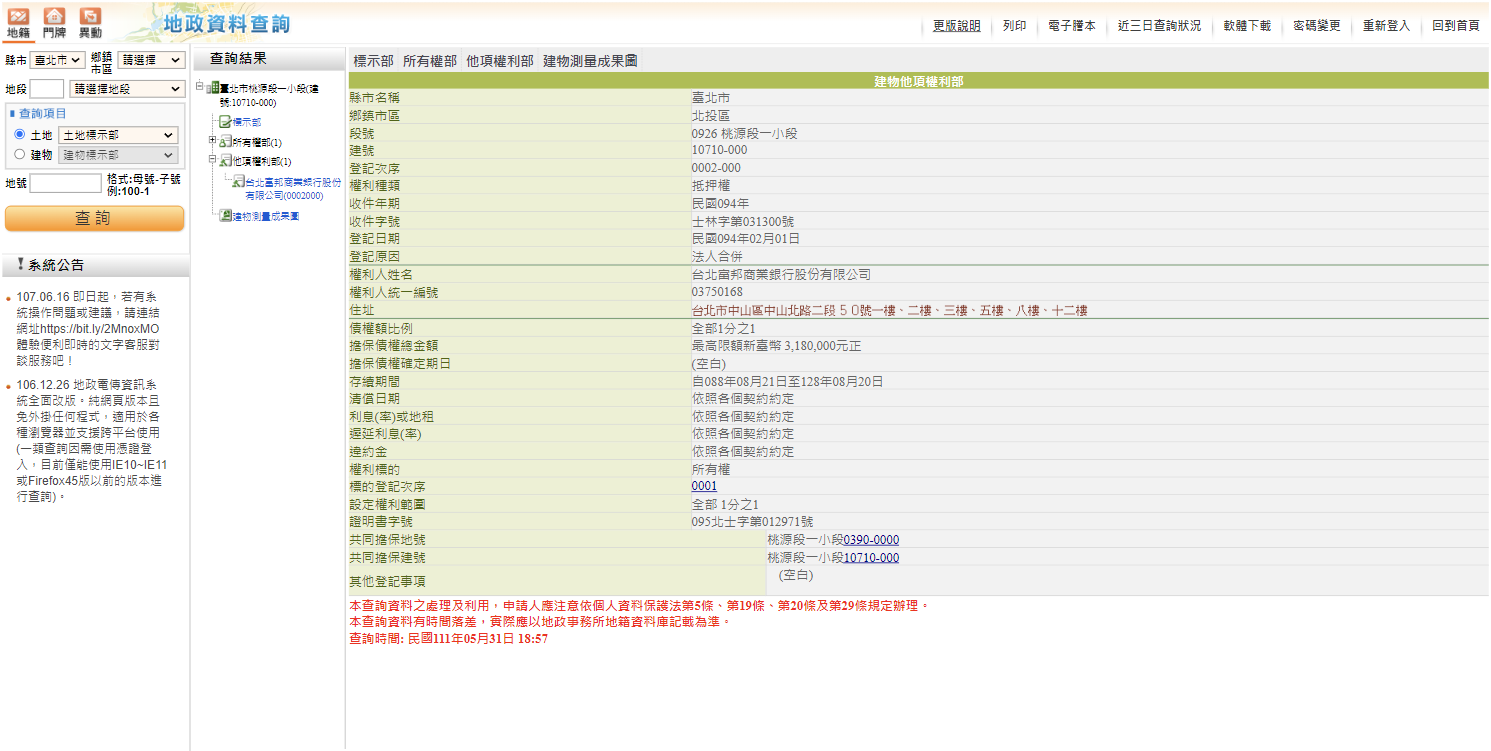 地籍 門牌 異動 地政資料查詢
更版說明 列印 電子謄本 近三日查詢狀況 軟體下載 密碼變更 重新登入 回到首頁
縣市 臺北市 鄉鎮市區 請選擇
地段 請選擇地段
查詢項目
土地 土地標示部
建物 建物標示部
地號 格式:母號-子號
例:100-1
查詢
系統公告
107.06.16 即日起，若有系
統操作問題或建議，請連結
網址https://bit.ly/2MnoxMO
體驗便利即時的文字客服對
談服務吧！
106.12.26 地政電傳資訊系
統全面改版。純網頁版本且
免外掛任何程式，適用於各
種瀏覽器並支援跨平台使用
(一類查詢因需使用憑證登
入，目前僅能使用IE10~IE11
或Firefox45版以前的版本進
行查詢)。
查詢結果
臺北市桃源段一小段(建
號:10710-000)
標示部
所有權部(1)
他項權利部(1)
台北富邦商業銀行股份
有限公司(0002000)
建物測量成果圖
標示部 所有權部 他項權利部 建物測量成果圖
建物他項權利部
縣市名稱 臺北市
鄉鎮市區 北投區
段號 0926 桃源段一小段
建號 10710-000
登記次序 0002-000
權利種類 抵押權
收件年期 民國094年
收件字號 士林字第031300號
登記日期 民國094年02月01日
登記原因 法人合併
權利人姓名 台北富邦商業銀行股份有限公司
權利人統一編號 03750168
住址 台北市中山區中山北路二段５０號一樓、二樓、三樓、五樓、八樓、十二樓
債權額比例 全部1分之1
擔保債權總金額 最高限額新臺幣 3,180,000元正
擔保債權確定期日 (空白)
存續期間 自088年08月21日至128年08月20日
清償日期 依照各個契約約定
利息(率)或地租 依照各個契約約定
遲延利息(率) 依照各個契約約定
違約金 依照各個契約約定
權利標的 所有權
標的登記次序 0001
設定權利範圍 全部 1分之1
證明書字號 095北士字第012971號
共同擔保地號 桃源段一小段0390-0000
共同擔保建號 桃源段一小段10710-000
其他登記事項 (空白)
本查詢資料之處理及利用，申請人應注意依個人資料保護法第5條、第19條、第20條及第29條規定辦理。
本查詢資料有時間落差，實際應以地政事務所地籍資料庫記載為準。
查詢時間: 民國111年05月31日 18:57